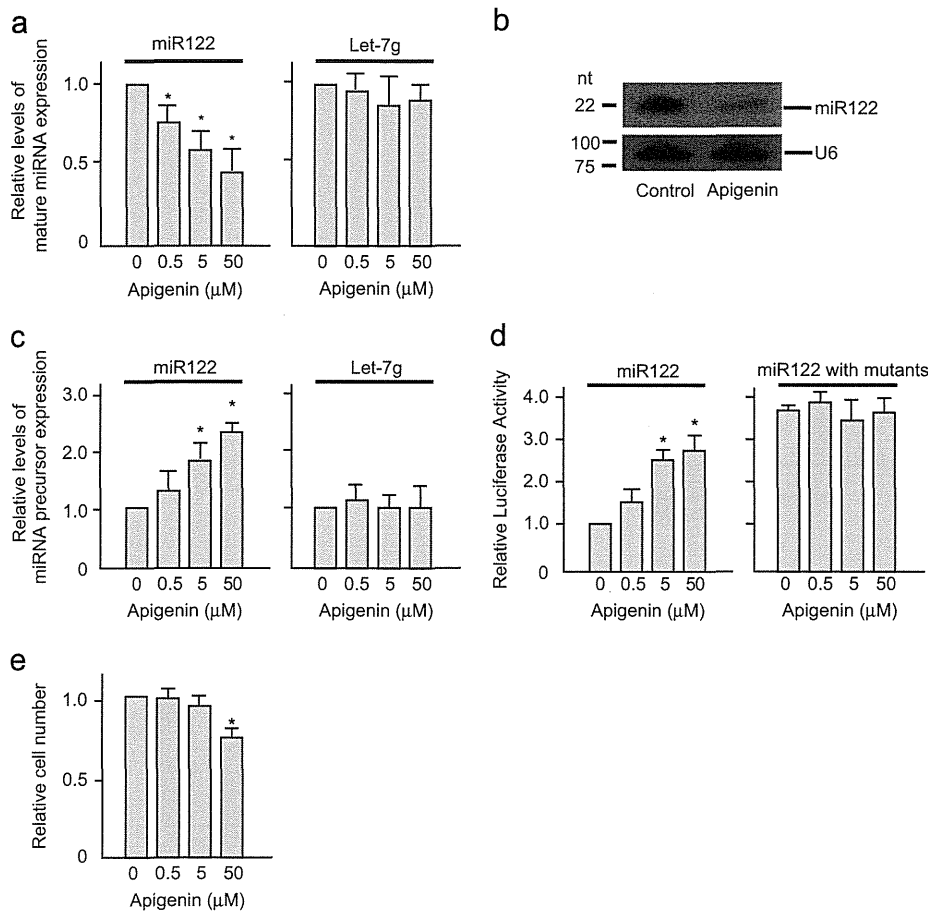 a
miR122
Let-7g
Relative levels of
mature miRNA expression
1.0
0.5
0
* * *
0 0.5 5 50
0 0.5 5 50
Apigenin (μM)
Apigenin (μM)
b
nt
22
miR122
100
75
U6
Control Apigenin
c
miR122
Let-7g
Relative levels of
miRNA precursor expression
3.0
2.0
1.0
0
* *
0 0.5 5 50
0 0.5 5 50
Apigenin (μM)
Apigenin (μM)
d
miR122
miR122 with mutants
Relative Luciferase Activity
4.0
3.0
2.0
1.0
0
* *
0 0.5 5 50
0 0.5 5 50
Apigenin (μM)
Apigenin (μM)
e
Relative cell number
1.0
0.5
0
*
0 0.5 5 50
Apigenin (μM)